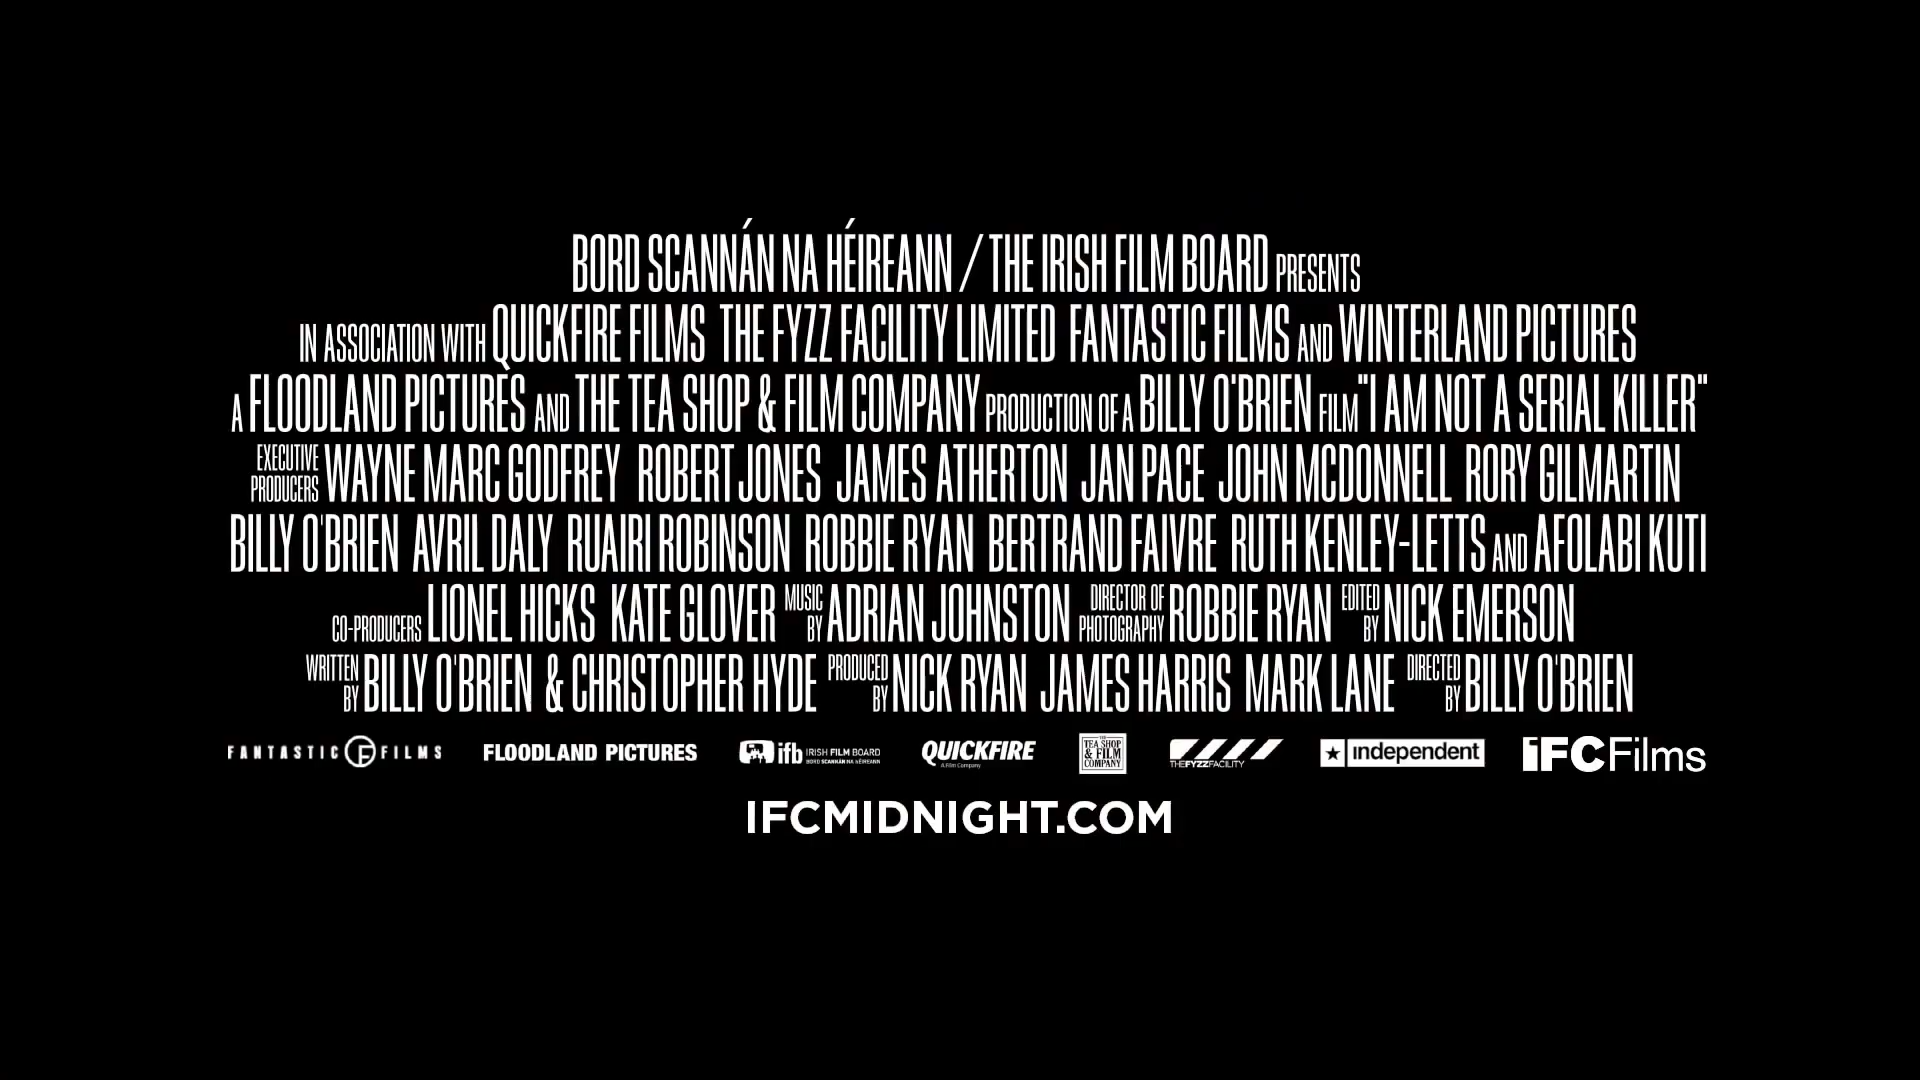 BORD SCANNÁN NA HÉIREANN / THE IRISH FILM BOARD PRESENTS
IN ASSOCIATION WITH QUICKFIRE FILMS THE FYZZ FACILITY LIMITED FANTASTIC FILMS AND WINTERLAND PICTURES
A FLOODLAND PICTURES AND THE TEA SHOP & FILM COMPANY PRODUCTION OF A BILLY O'BRIEN FILM "I AM NOT A SERIAL KILLER"
EXECUTIVE PRODUCERS WAYNE MARC GODFREY ROBERT JONES JAMES ATHERTON JAN PACE JOHN MCDONNELL RORY GILMARTIN
BILLY O'BRIEN AVRIL DALY RUAIRI ROBINSON ROBBIE RYAN BERTRAND FAIVRE RUTH KENLEY-LETTS AND AFOLABI KUTI
CO-PRODUCERS LIONEL HICKS KATE GLOVER MUSIC BY ADRIAN JOHNSTON DIRECTOR OF PHOTOGRAPHY ROBBIE RYAN EDITED BY NICK EMERSON
WRITTEN BY BILLY O'BRIEN & CHRISTOPHER HYDE PRODUCED BY NICK RYAN JAMES HARRIS MARK LANE DIRECTED BY BILLY O'BRIEN
FANTASTIC FILMS FLOODLAND PICTURES ifb IRISH FILM BOARD BORD SCANNÁN NA HÉIREANN QUICKFIRE A Film Company THE TEA SHOP & FILM COMPANY THEFYZZFACILITY independent IFC Films
IFCMIDNIGHT.COM